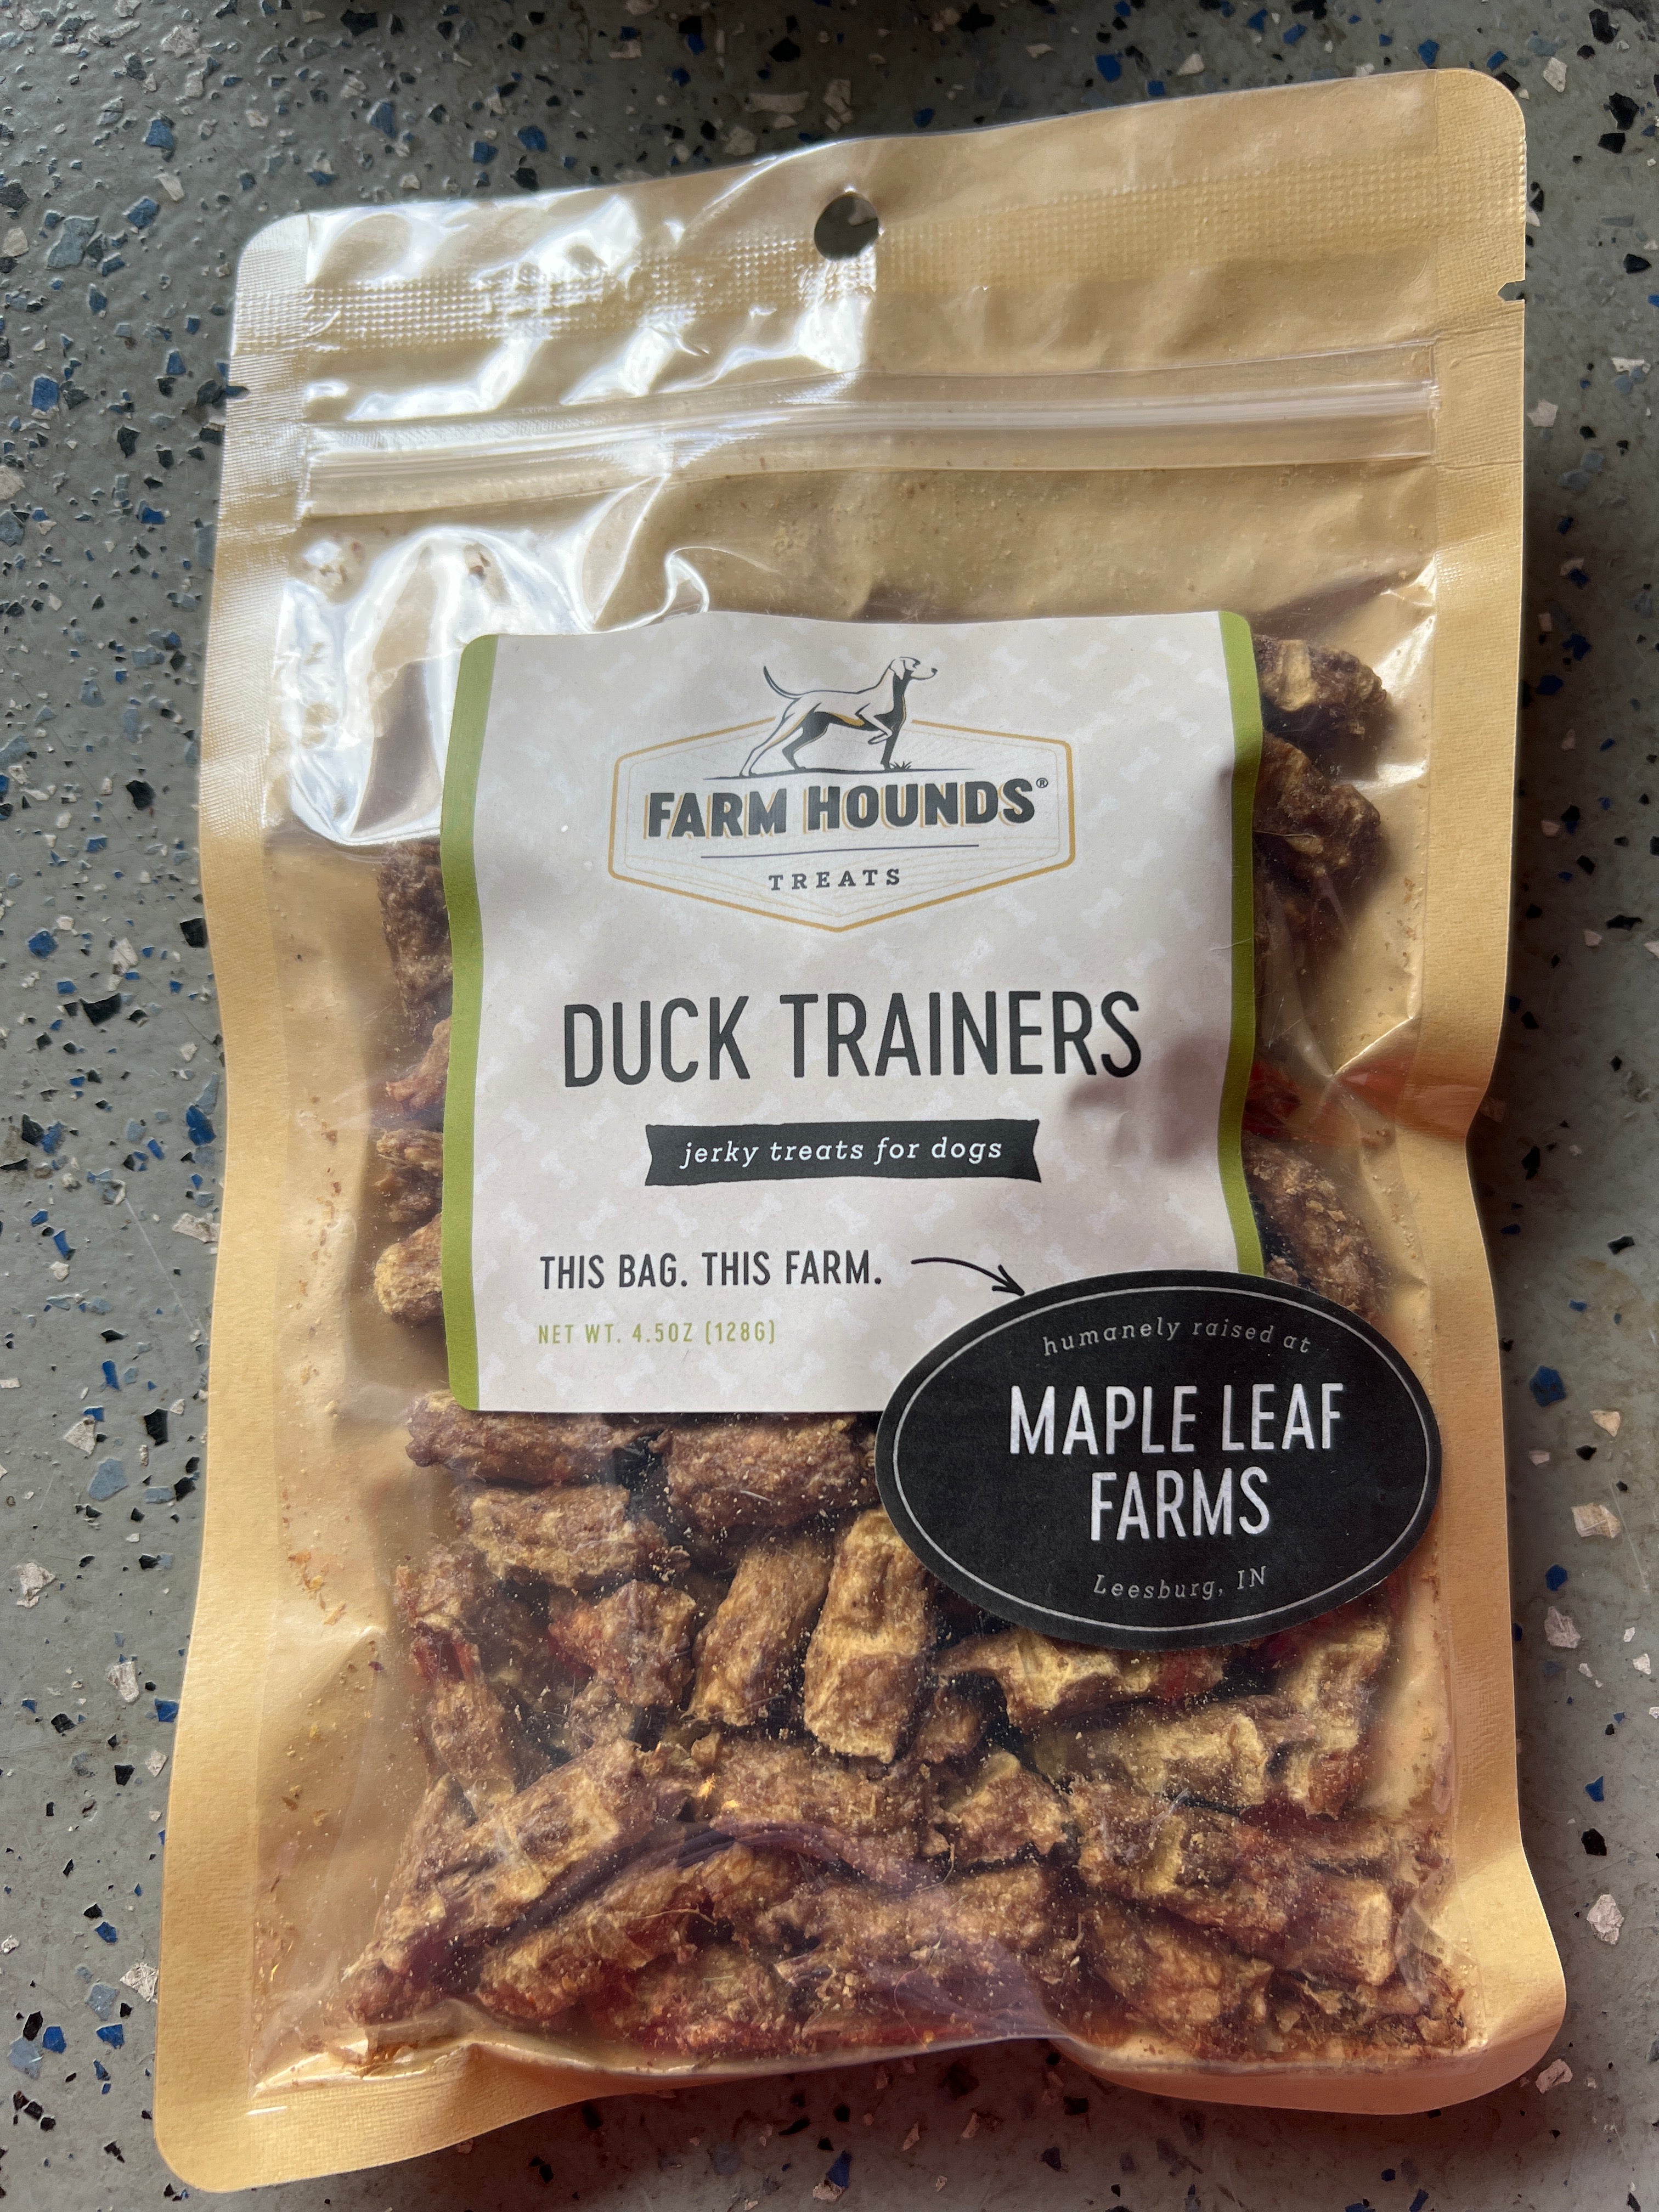 FARM HOUNDS®
TREATS
DUCK TRAINERS
jerky treats for dogs
THIS BAG. THIS FARM.
NET WT. 4.5OZ (128G)
humanely raised at
MAPLE LEAF
FARMS
Leesburg, IN